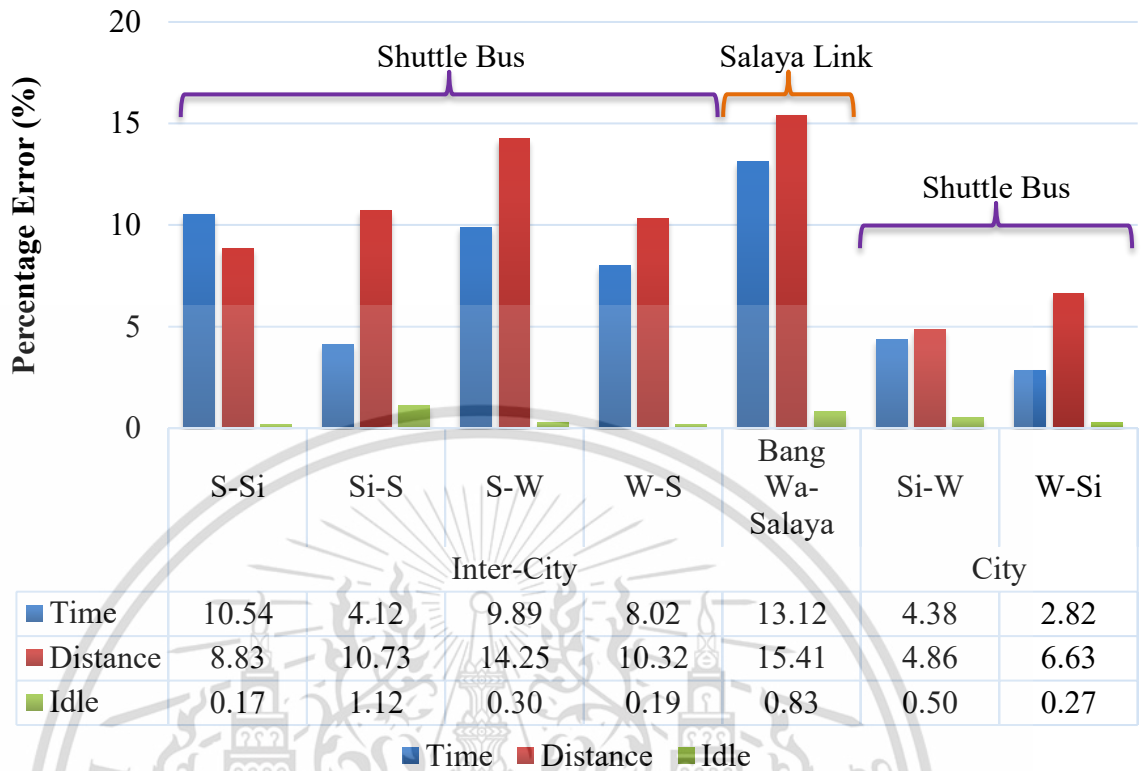 20
Shuttle Bus
Salaya Link
15
Shuttle Bus
10
5
0
Percentage Error (%)
S-Si Si-S S-W W-S Bang Wa-Salaya Si-W W-Si
Inter-City City
Time 10.54 4.12 9.89 8.02 13.12 4.38 2.82
Distance 8.83 10.73 14.25 10.32 15.41 4.86 6.63
Idle 0.17 1.12 0.30 0.19 0.83 0.50 0.27
Time Distance Idle